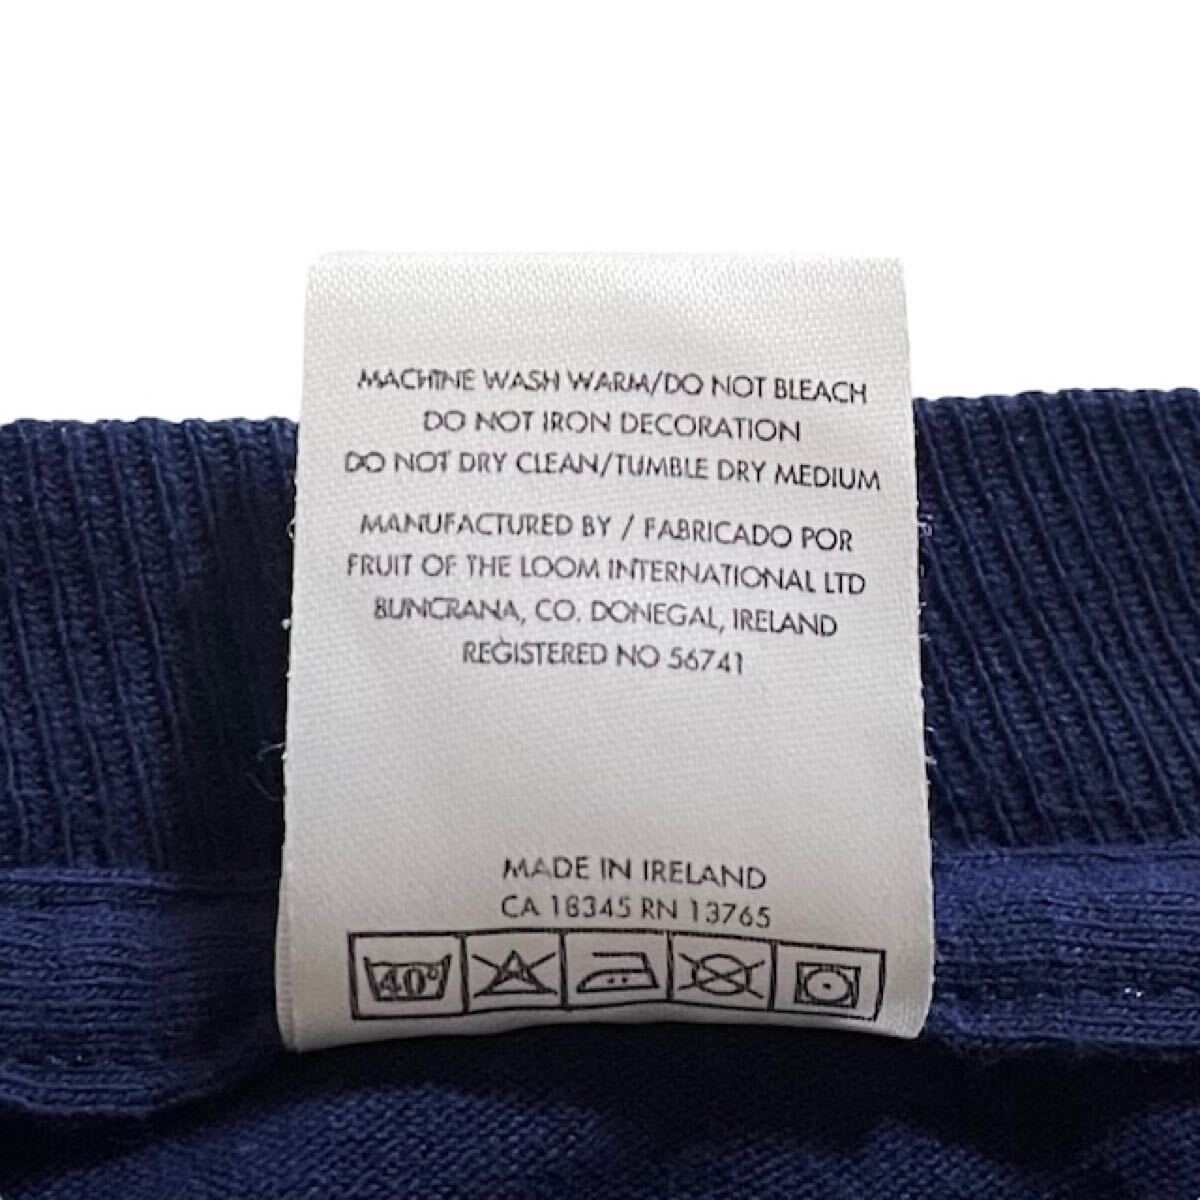 MACHINE WASH WARM/DO NOT BLEACH
DO NOT IRON DECORATION
DO NOT DRY CLEAN/TUMBLE DRY MEDIUM
MANUFACTURED BY / FABRICADO POR
FRUIT OF THE LOOM INTERNATIONAL LTD
BUNCRANA, CO. DONEGAL, IRELAND
REGISTERED NO 56741
MADE IN IRELAND
CA 18345 RN 13765
40°